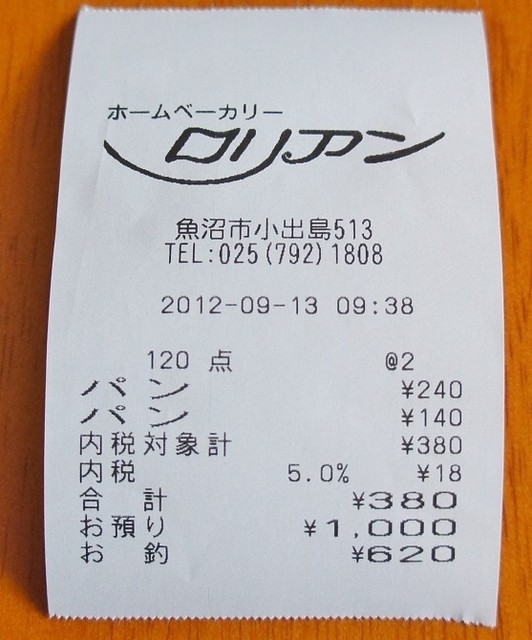 ホームベーカリー
ロリアン
魚沼市小出島513
TEL:025(792)1808
2012-09-13 09:38
120 点 @2
パン ¥240
パン ¥140
内税対象計 ¥380
内税 5.0% ¥18
合 計 ¥380
お預り ¥1,000
お 釣 ¥620